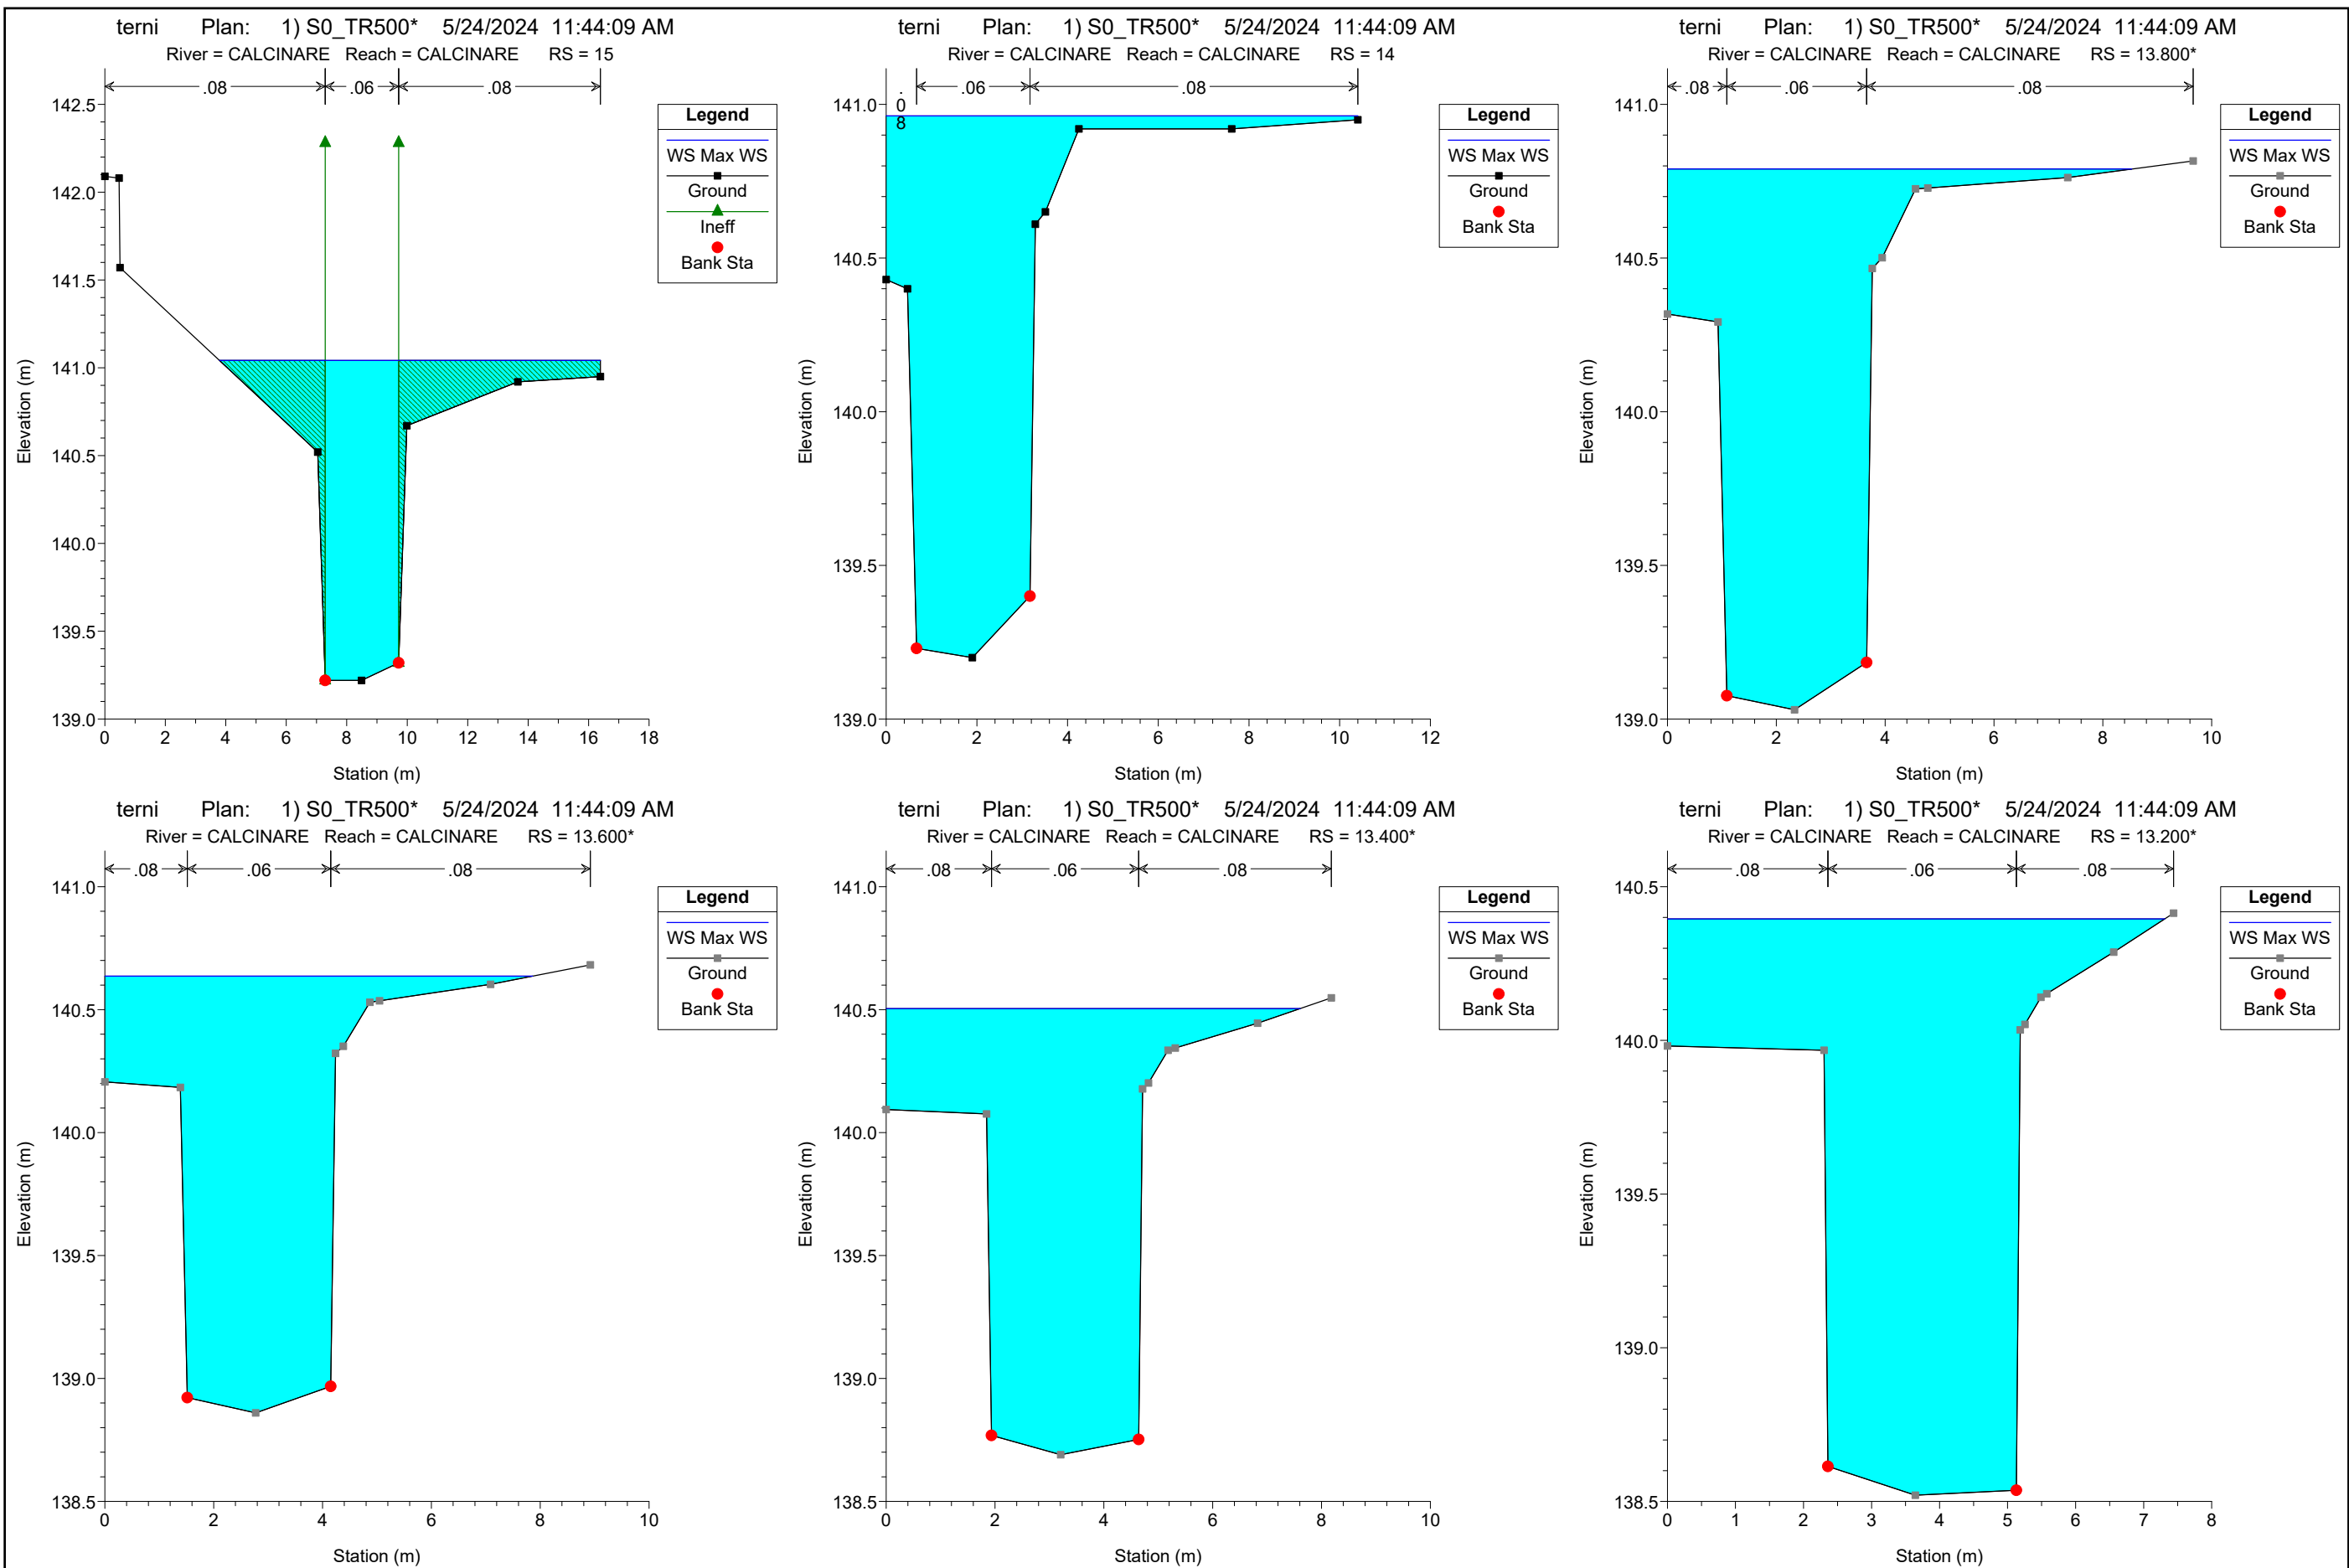 terni Plan: 1) S0_TR500* 5/24/2024 11:44:09 AM
River = CALCINARE Reach = CALCINARE RS = 15
.08 .06 .08
142.5
142.0
141.5
141.0
140.5
140.0
139.5
139.0
Elevation (m)
0 2 4 6 8 10 12 14 16 18
Station (m)
Legend
WS Max WS
Ground
Ineff
Bank Sta
terni Plan: 1) S0_TR500* 5/24/2024 11:44:09 AM
River = CALCINARE Reach = CALCINARE RS = 14
.08 .06 .08
141.0
140.5
140.0
139.5
139.0
Elevation (m)
0 2 4 6 8 10 12
Station (m)
Legend
WS Max WS
Ground
Bank Sta
terni Plan: 1) S0_TR500* 5/24/2024 11:44:09 AM
River = CALCINARE Reach = CALCINARE RS = 13.800*
.08 .06 .08
141.0
140.5
140.0
139.5
139.0
Elevation (m)
0 2 4 6 8 10
Station (m)
Legend
WS Max WS
Ground
Bank Sta
terni Plan: 1) S0_TR500* 5/24/2024 11:44:09 AM
River = CALCINARE Reach = CALCINARE RS = 13.600*
.08 .06 .08
141.0
140.5
140.0
139.5
139.0
138.5
Elevation (m)
0 2 4 6 8 10
Station (m)
Legend
WS Max WS
Ground
Bank Sta
terni Plan: 1) S0_TR500* 5/24/2024 11:44:09 AM
River = CALCINARE Reach = CALCINARE RS = 13.400*
.08 .06 .08
141.0
140.5
140.0
139.5
139.0
138.5
Elevation (m)
0 2 4 6 8 10
Station (m)
Legend
WS Max WS
Ground
Bank Sta
terni Plan: 1) S0_TR500* 5/24/2024 11:44:09 AM
River = CALCINARE Reach = CALCINARE RS = 13.200*
.08 .06 .08
140.5
140.0
139.5
139.0
138.5
Elevation (m)
0 1 2 3 4 5 6 7 8
Station (m)
Legend
WS Max WS
Ground
Bank Sta